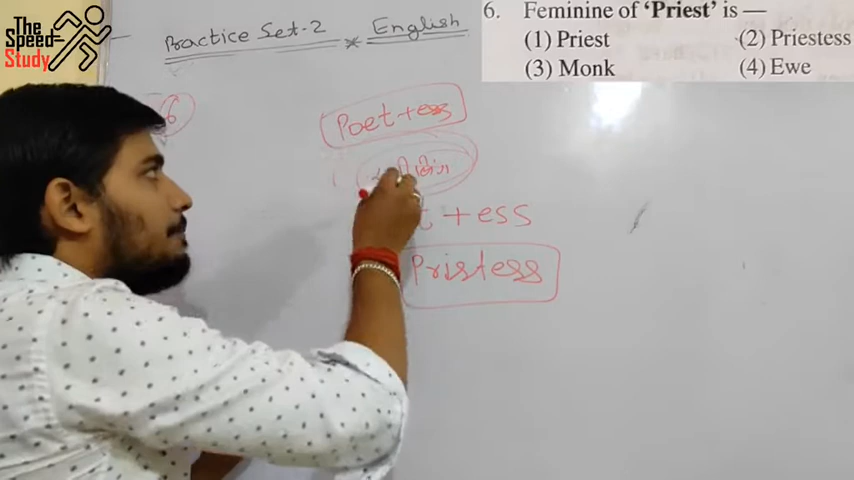 The
Speed
Study
Practice Set-2 * English
6. Feminine of 'Priest' is —
(1) Priest (2) Priestess
(3) Monk (4) Ewe
6
Poet + ess
t + ess
Pristess